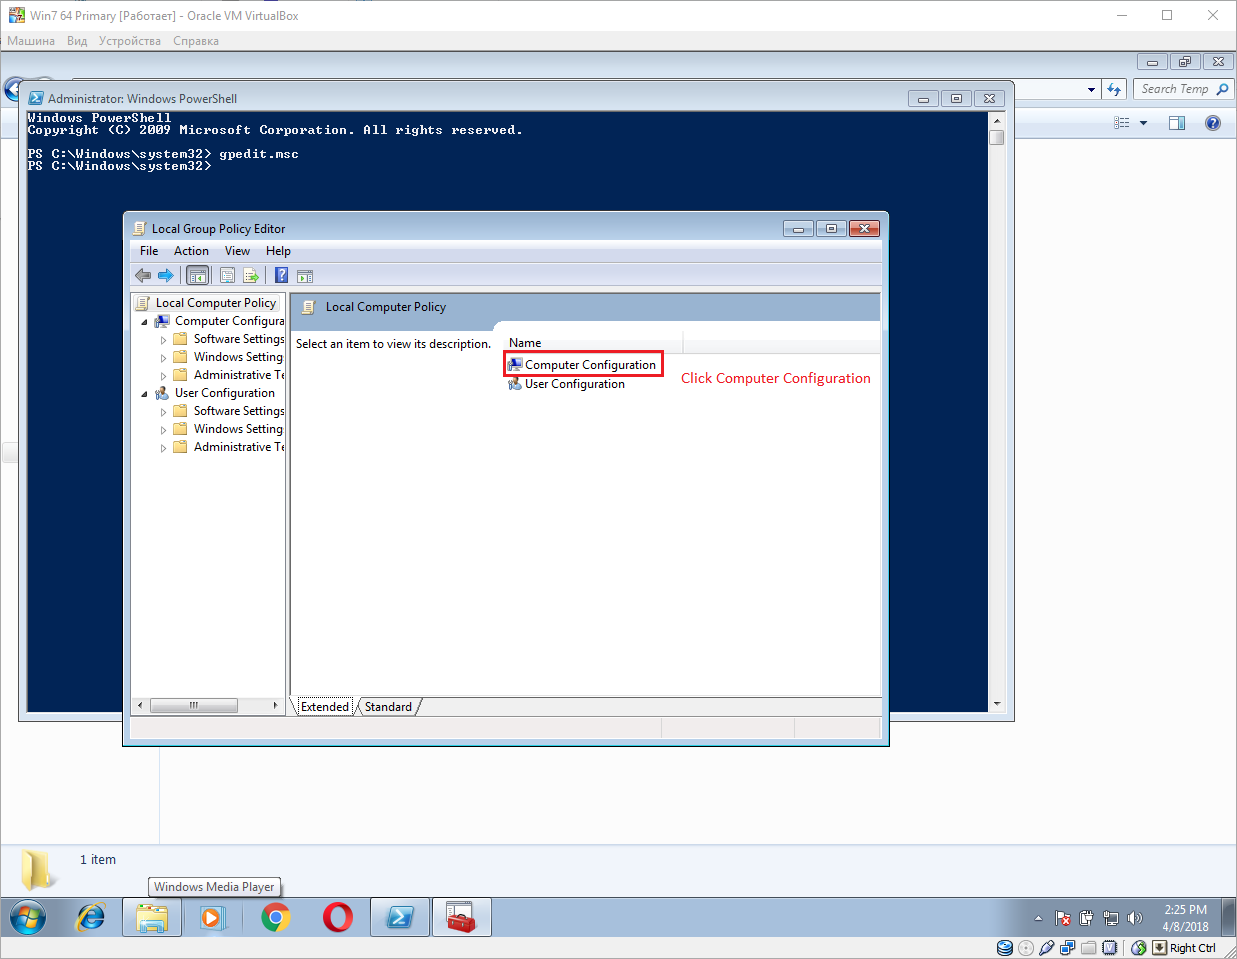 Win7 64 Primary [Работает] - Oracle VM VirtualBox
Машина Вид Устройства Справка
Search Temp
Administrator: Windows PowerShell
Windows PowerShell
Copyright (C) 2009 Microsoft Corporation. All rights reserved.
PS C:\Windows\system32> gpedit.msc
PS C:\Windows\system32>
Local Group Policy Editor
File Action View Help
Local Computer Policy
Computer Configura
Software Settings
Windows Setting
Administrative Te
User Configuration
Software Settings
Windows Setting
Administrative Te
Local Computer Policy
Select an item to view its description.
Name
Computer Configuration
User Configuration
Click Computer Configuration
Extended Standard
1 item
Windows Media Player
2:25 PM
4/8/2018
Right Ctrl